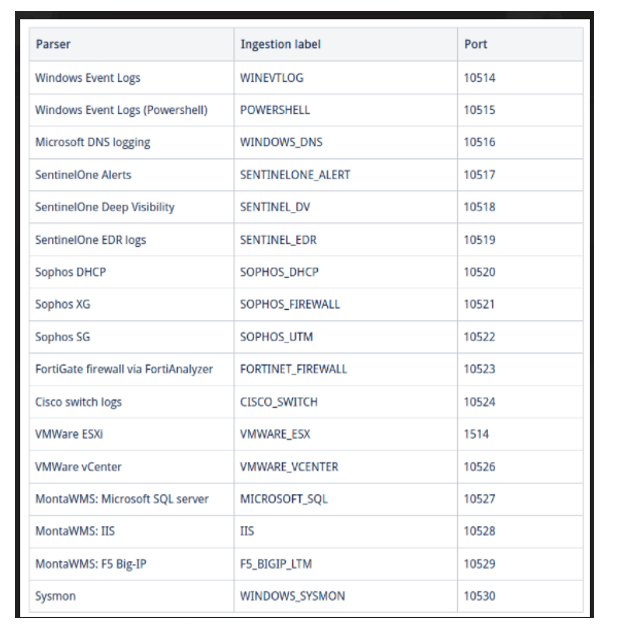 Parser Ingestion label Port
Windows Event Logs WINEVTLOG 10514
Windows Event Logs (Powershell) POWERSHELL 10515
Microsoft DNS logging WINDOWS_DNS 10516
SentinelOne Alerts SENTINELONE_ALERT 10517
SentinelOne Deep Visibility SENTINEL_DV 10518
SentinelOne EDR logs SENTINEL_EDR 10519
Sophos DHCP SOPHOS_DHCP 10520
Sophos XG SOPHOS_FIREWALL 10521
Sophos SG SOPHOS_UTM 10522
FortiGate firewall via FortiAnalyzer FORTINET_FIREWALL 10523
Cisco switch logs CISCO_SWITCH 10524
VMWare ESXi VMWARE_ESX 1514
VMWare vCenter VMWARE_VCENTER 10526
MontaWMS: Microsoft SQL server MICROSOFT_SQL 10527
MontaWMS: IIS IIS 10528
MontaWMS: F5 Big-IP F5_BIGIP_LTM 10529
Sysmon WINDOWS_SYSMON 10530